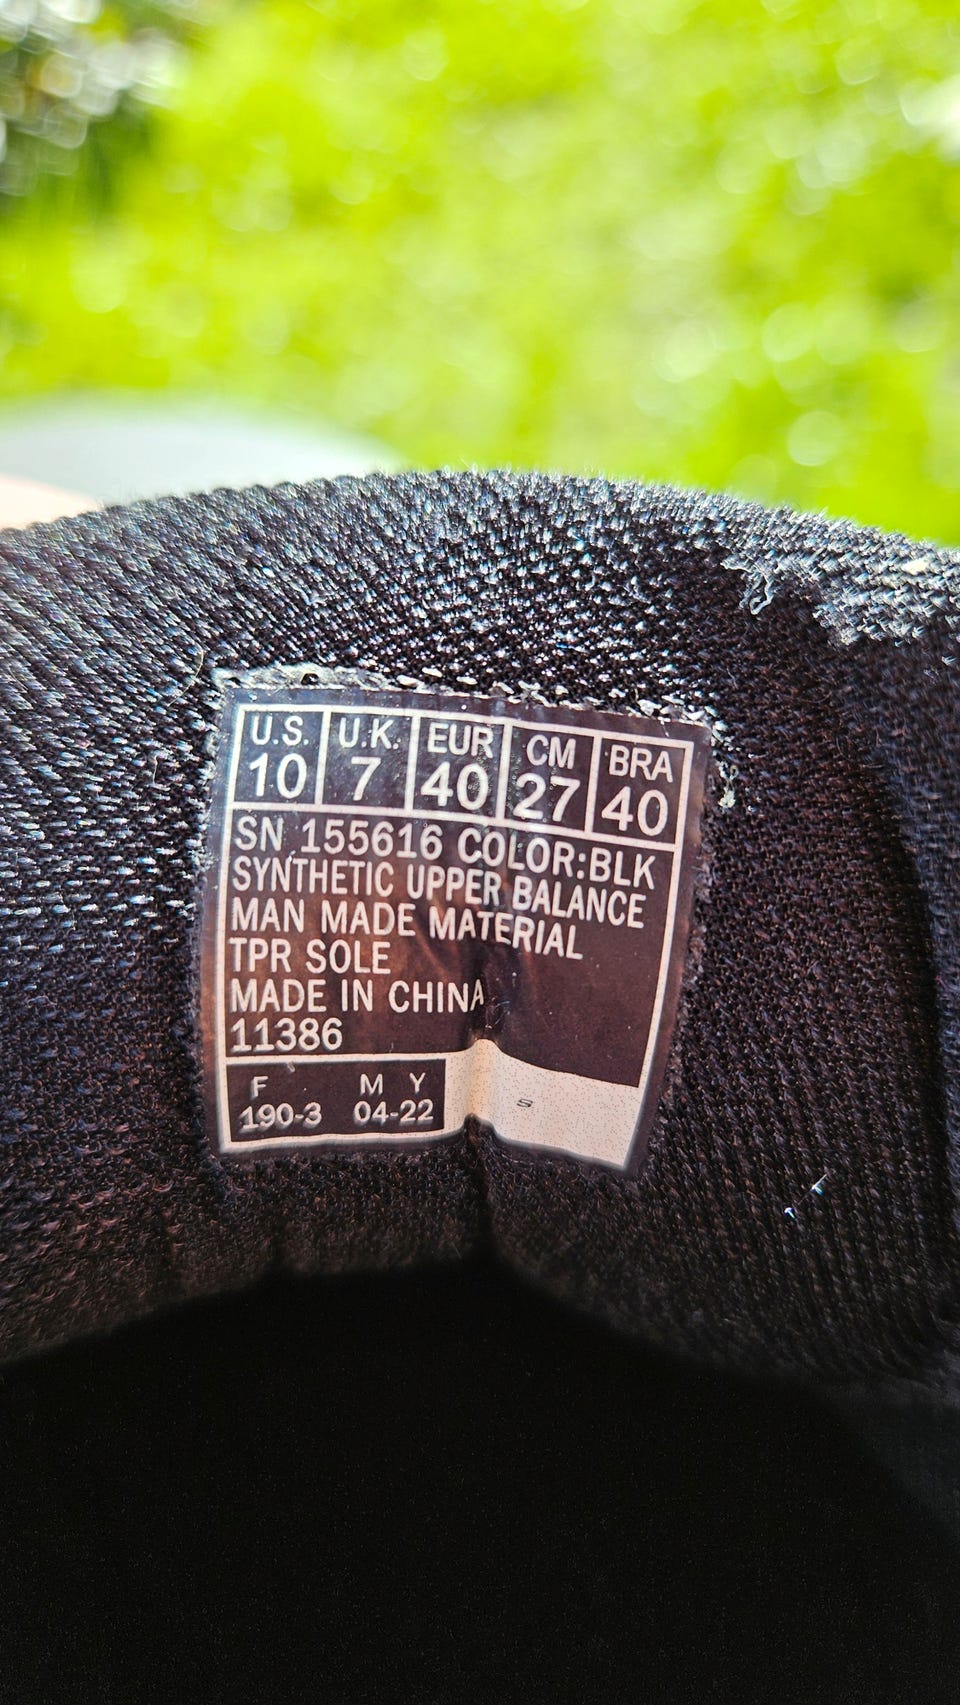 U.S. U.K. EUR CM BRA
10 7 40 27 40
SN 155616 COLOR:BLK
SYNTHETIC UPPER BALANCE
MAN MADE MATERIAL
TPR SOLE
MADE IN CHINA
11386
F M Y
190-3 04-22